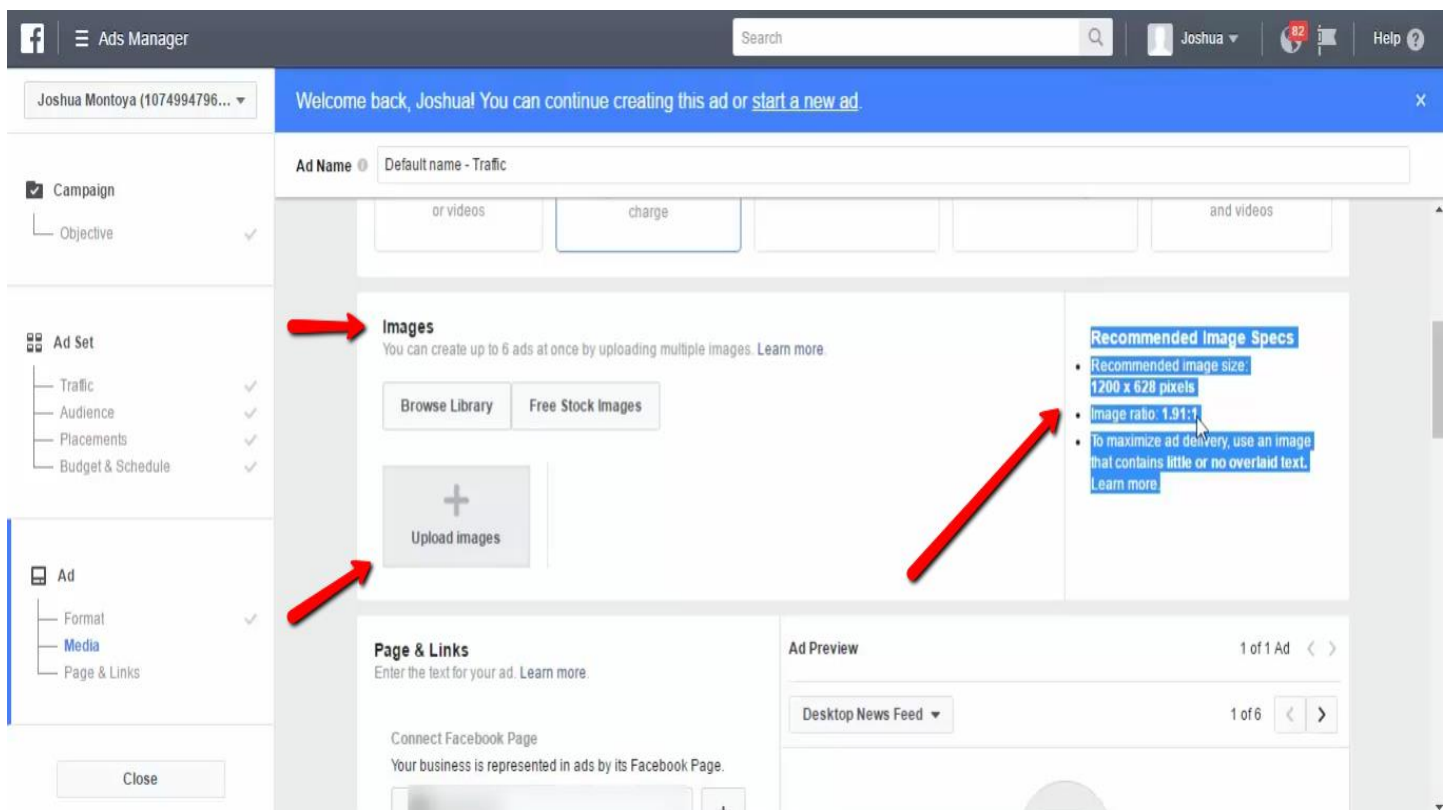 f
Ads Manager
Search
Joshua
82
Help
Joshua Montoya (1074994796...
Welcome back, Joshua! You can continue creating this ad or start a new ad.
Ad Name
Default name - Traffic
Campaign
Objective
Ad Set
Traffic
Audience
Placements
Budget & Schedule
Ad
Format
Media
Page & Links
Close
or videos
charge
and videos
Images
You can create up to 6 ads at once by uploading multiple images. Learn more.
Browse Library
Free Stock Images
Upload images
Recommended Image Specs
• Recommended image size:
1200 x 628 pixels
• Image ratio: 1.91:1
• To maximize ad delivery, use an image
that contains little or no overlaid text.
Learn more.
Page & Links
Enter the text for your ad. Learn more.
Connect Facebook Page
Your business is represented in ads by its Facebook Page.
Ad Preview
1 of 1 Ad
Desktop News Feed
1 of 6